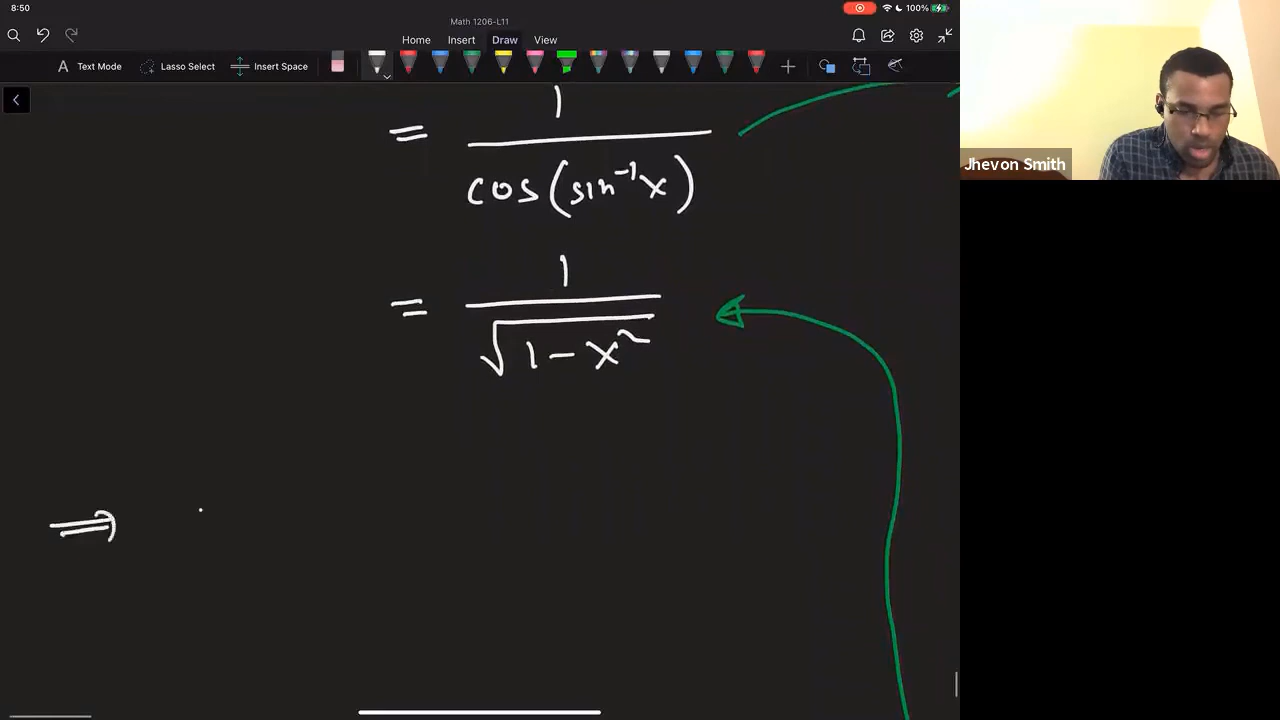 8:50
100%
Math 1206-L11
Home Insert Draw View
Text Mode Lasso Select Insert Space
= 1 / cos(sin⁻¹x)
= 1 / √(1 - x²)
⇒
Jhevon Smith